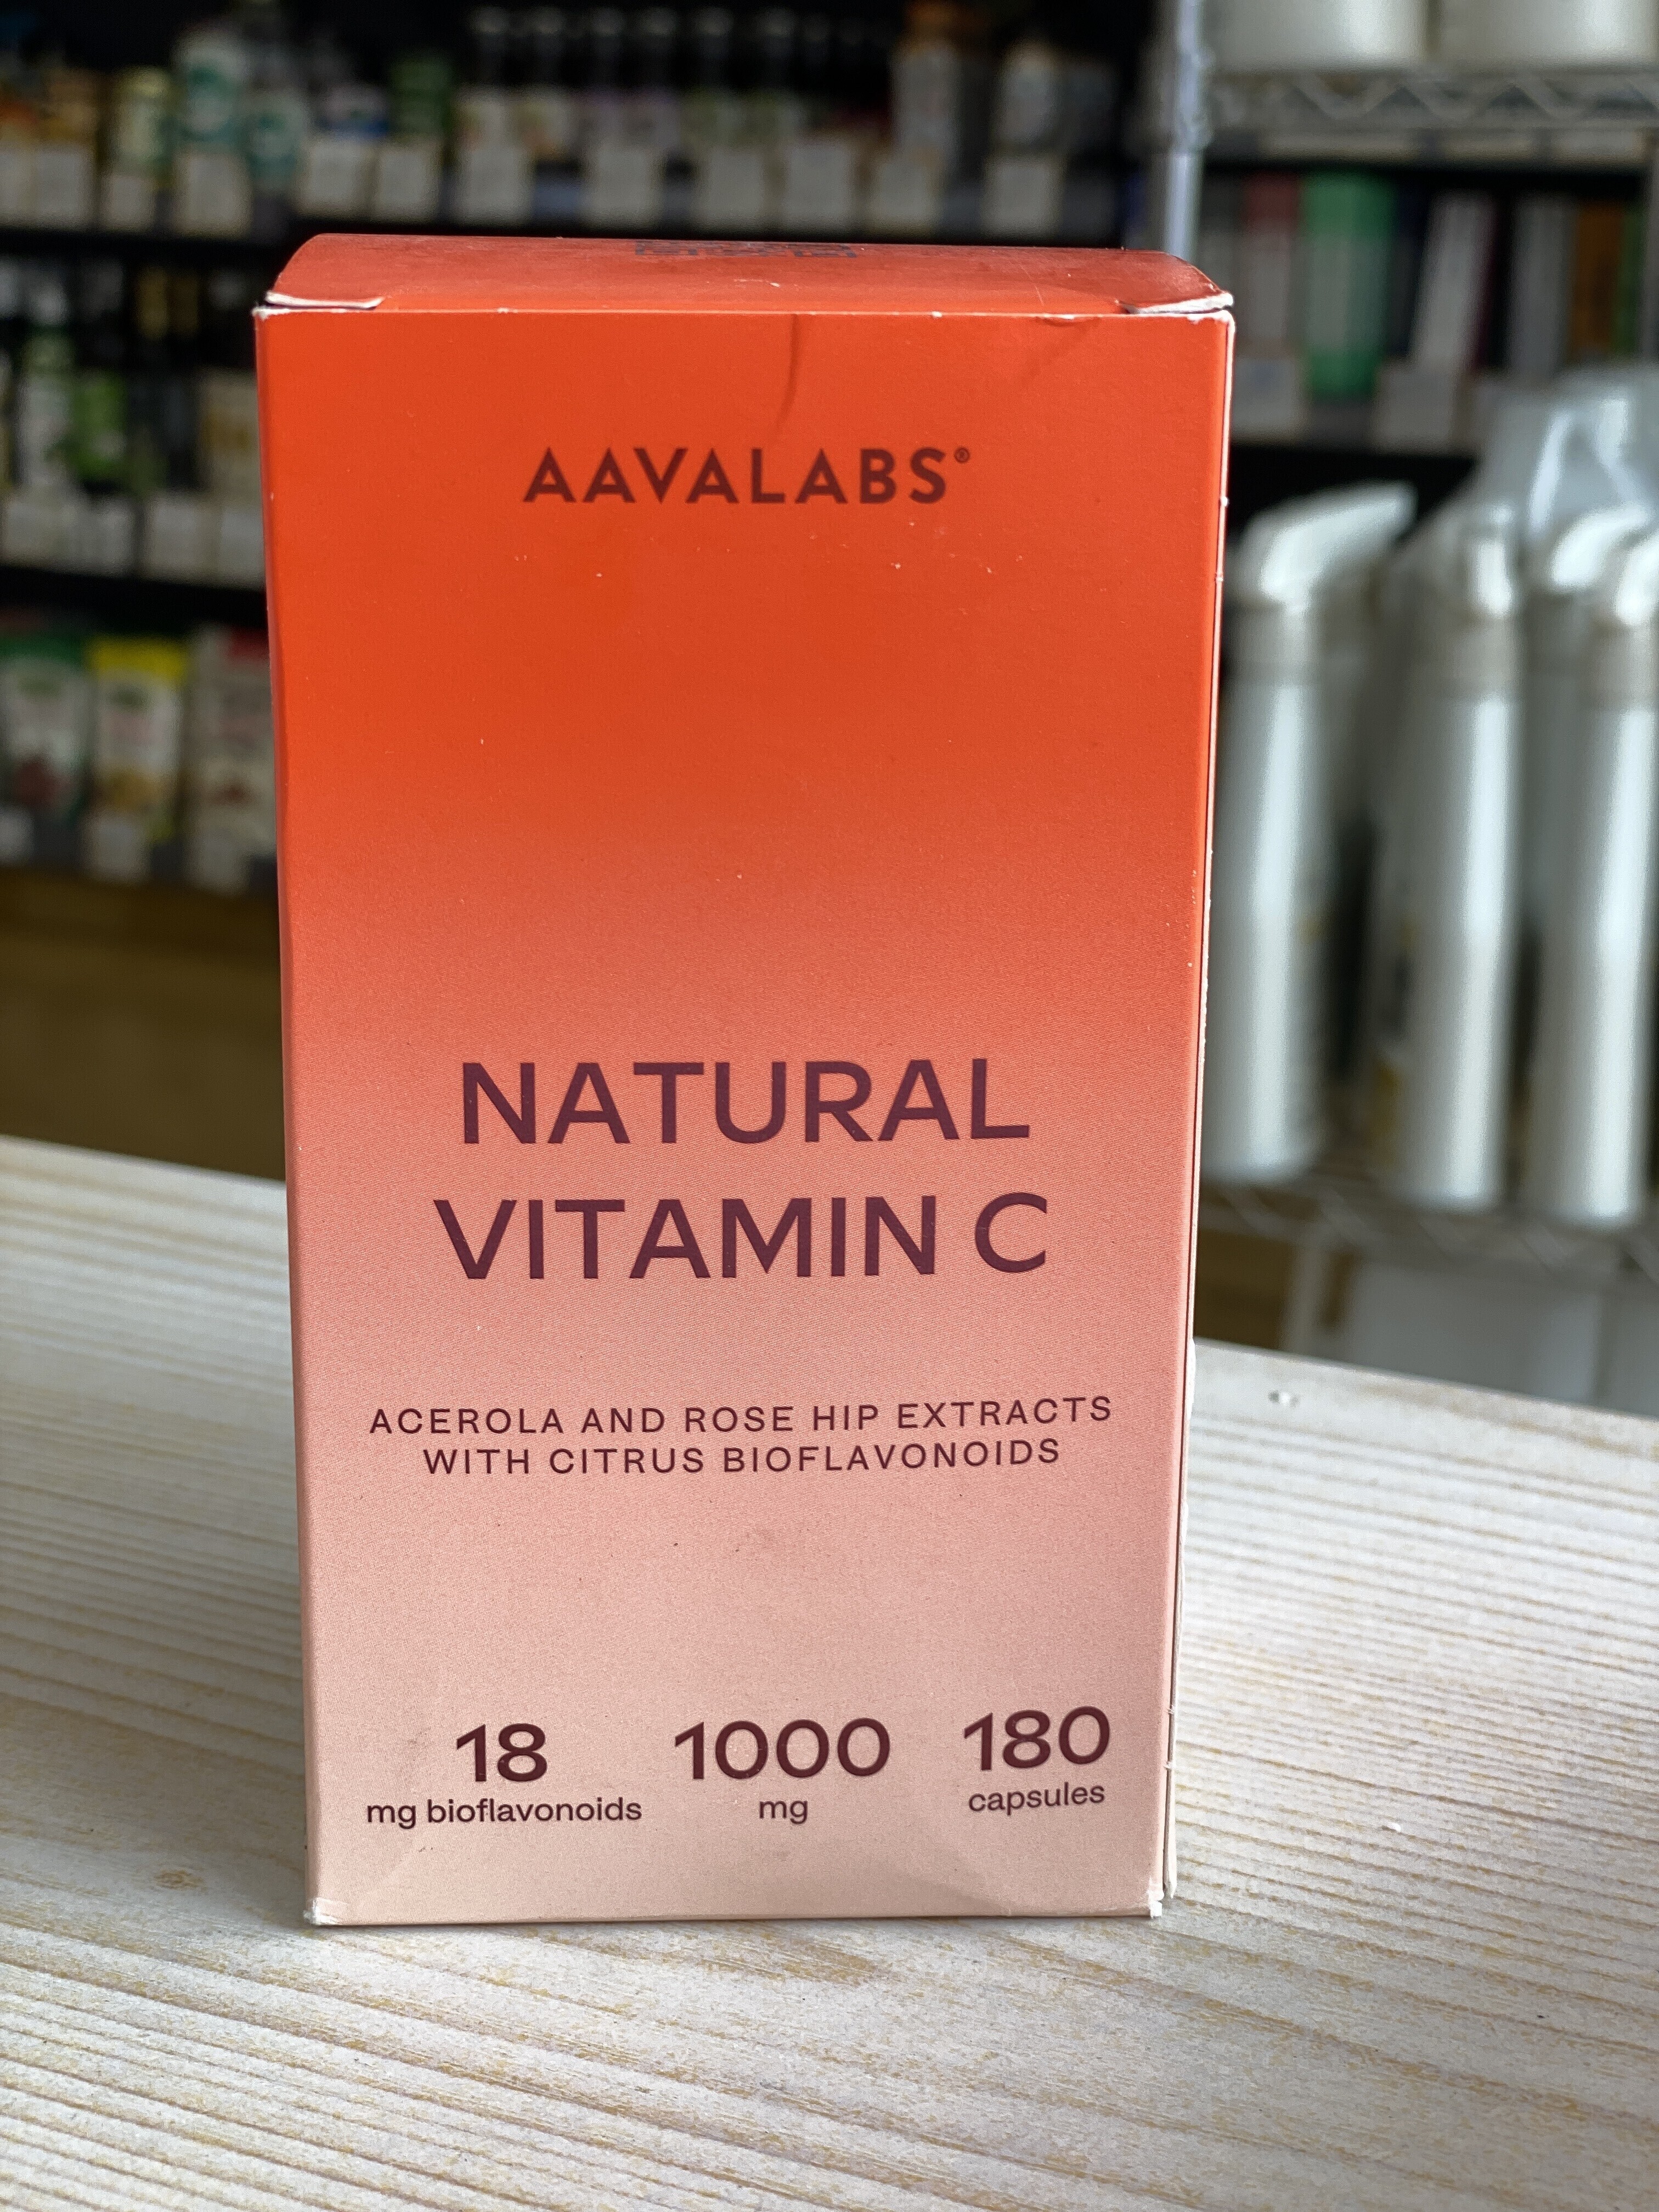 AAVALABS®
NATURAL
VITAMIN C
ACEROLA AND ROSE HIP EXTRACTS
WITH CITRUS BIOFLAVONOIDS
18
mg bioflavonoids
1000
mg
180
capsules